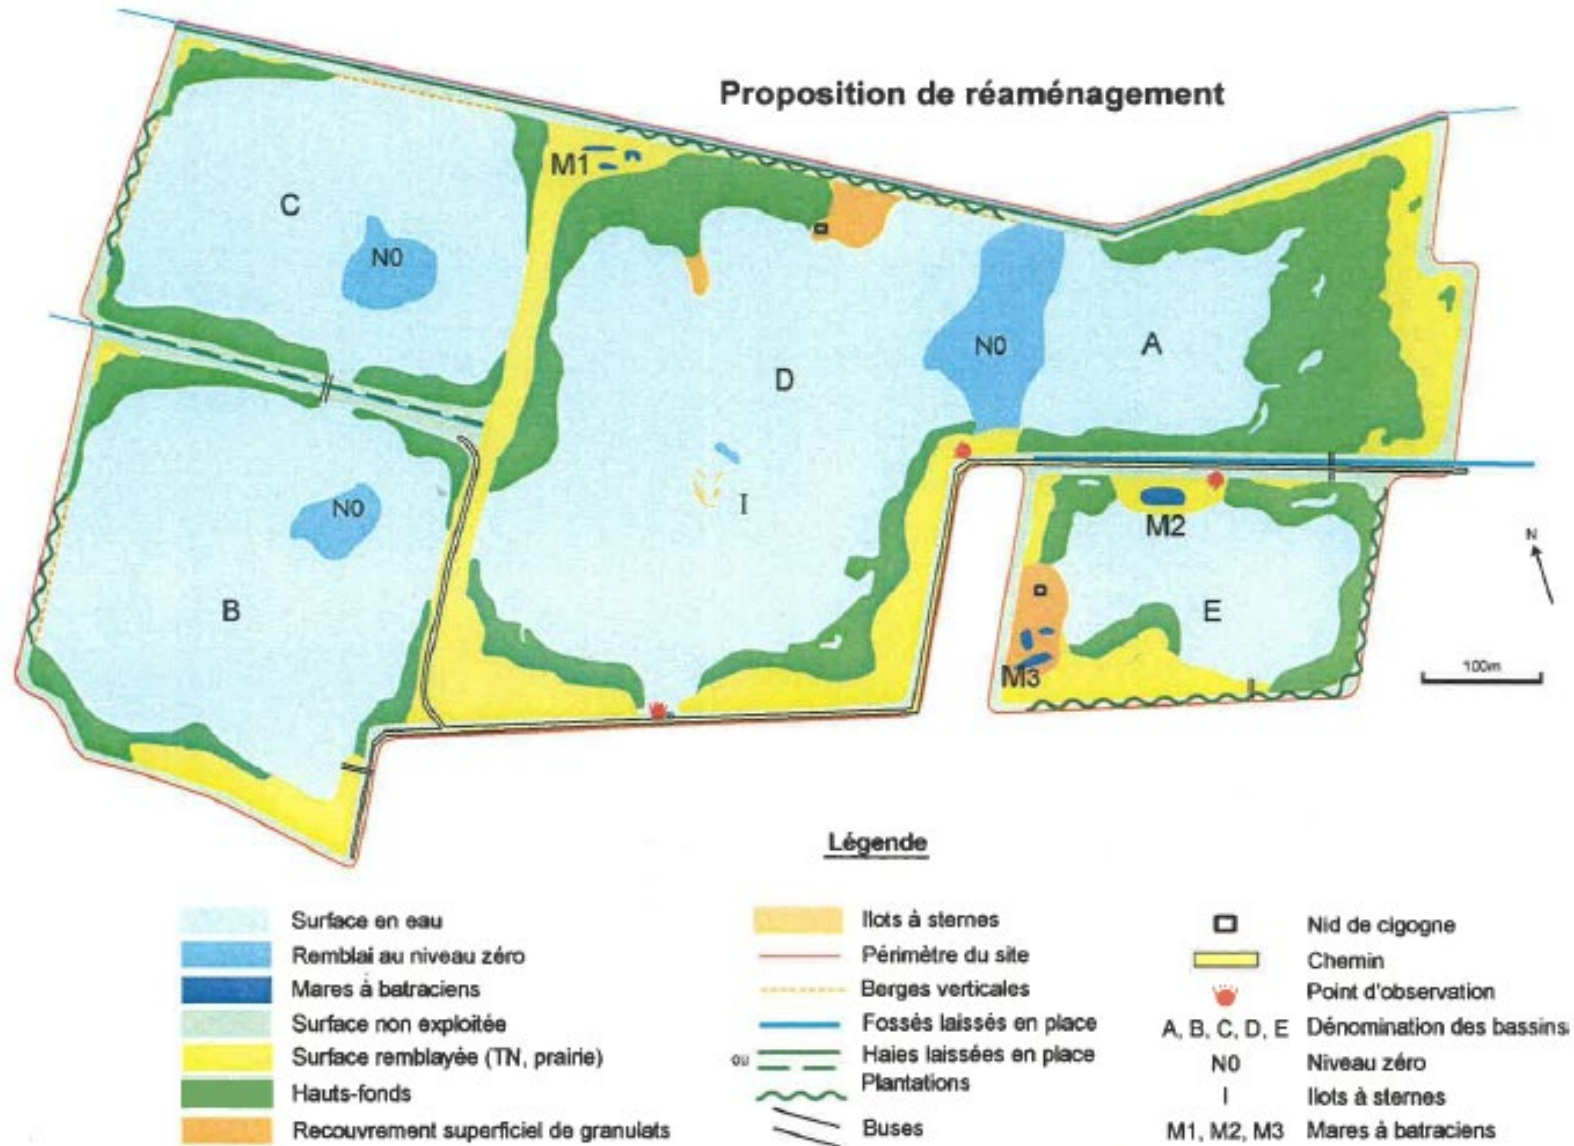 Proposition de réaménagement
M1
C
N0
N0
A
D
N0
I
M2
B
E
M3
N
100m
Légende
Surface en eau
Remblai au niveau zéro
Mares à batraciens
Surface non exploitée
Surface remblayée (TN, prairie)
Hauts-fonds
Recouvrement superficiel de granulats
Ilots à sternes
Périmètre du site
Berges verticales
Fossés laissés en place
ou Haies laissées en place
Plantations
Buses
Nid de cigogne
Chemin
Point d'observation
A, B, C, D, E Dénomination des bassins
N0 Niveau zéro
I Ilots à sternes
M1, M2, M3 Mares à batraciens